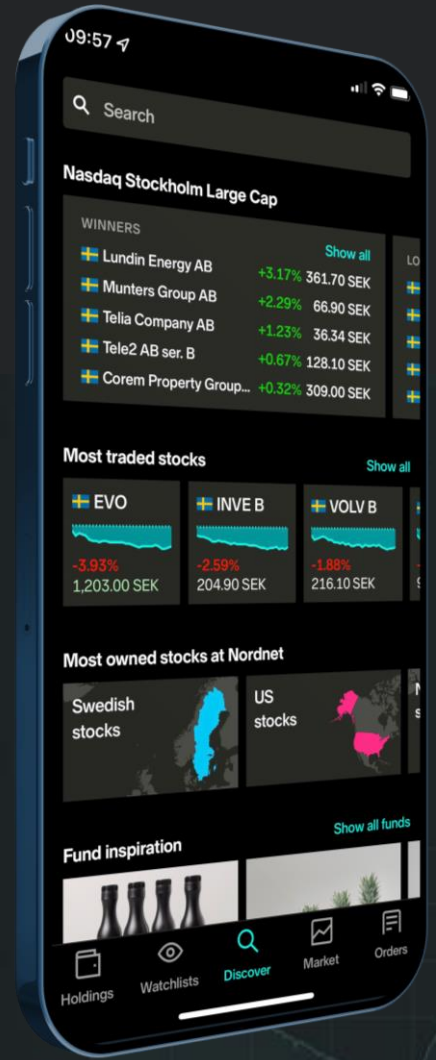 09:57
Search
Nasdaq Stockholm Large Cap
WINNERS Show all
Lundin Energy AB +3.17% 361.70 SEK
Munters Group AB +2.29% 66.90 SEK
Telia Company AB +1.23% 36.34 SEK
Tele2 AB ser. B +0.67% 128.10 SEK
Corem Property Group... +0.32% 309.00 SEK
LO
Most traded stocks Show all
EVO
-3.93%
1,203.00 SEK
INVE B
-2.59%
204.90 SEK
VOLV B
-1.88%
216.10 SEK
Most owned stocks at Nordnet
Swedish
stocks
US
stocks
Fund inspiration Show all funds
Holdings Watchlists Discover Market Orders